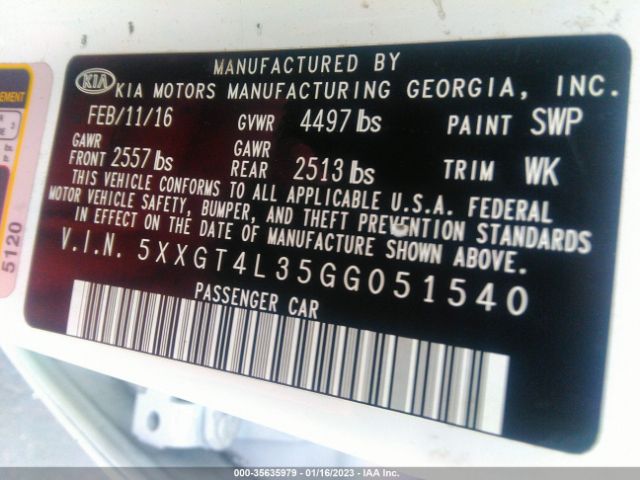 MANUFACTURED BY
KIA KIA MOTORS MANUFACTURING GEORGIA, INC.
FEB/11/16 GVWR 4497 lbs PAINT SWP
GAWR GAWR
FRONT 2557 lbs REAR 2513 lbs TRIM WK
THIS VEHICLE CONFORMS TO ALL APPLICABLE U.S.A. FEDERAL
MOTOR VEHICLE SAFETY, BUMPER, AND THEFT PREVENTION STANDARDS
IN EFFECT ON THE DATE OF MANUFACTURE SHOWN ABOVE.
V.I.N. 5XXGT4L35GG051540
PASSENGER CAR
5120
000-35635979 - 01/16/2023 - IAA Inc.